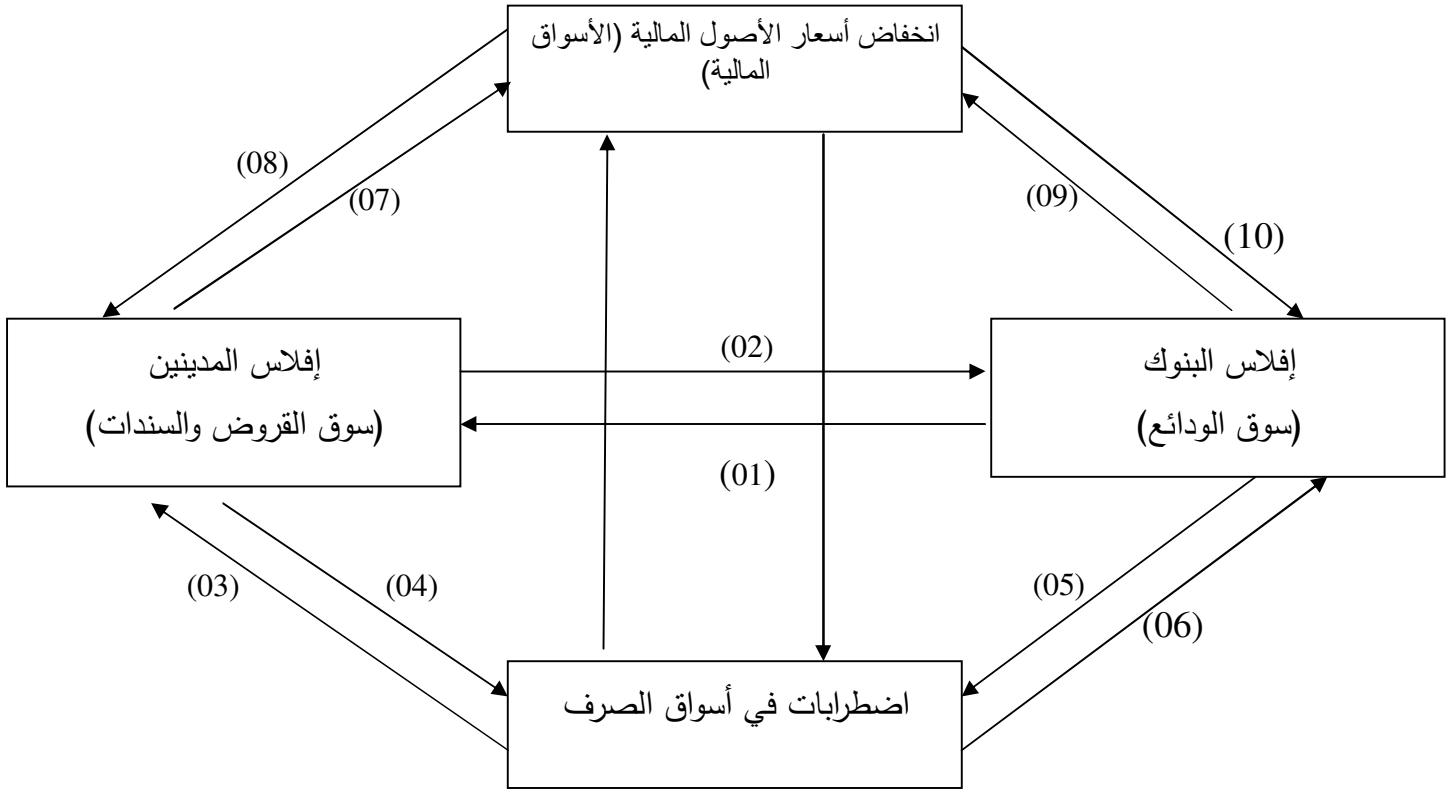 انخفاض أسعار الأصول المالية (الأسواق
المالية)
(08)
(07)
(09)
(10)
إفلاس المدينين
(سوق القروض والسندات)
(02)
إفلاس البنوك
(سوق الودائع)
(01)
(03)
(04)
(05)
(06)
اضطرابات في أسواق الصرف